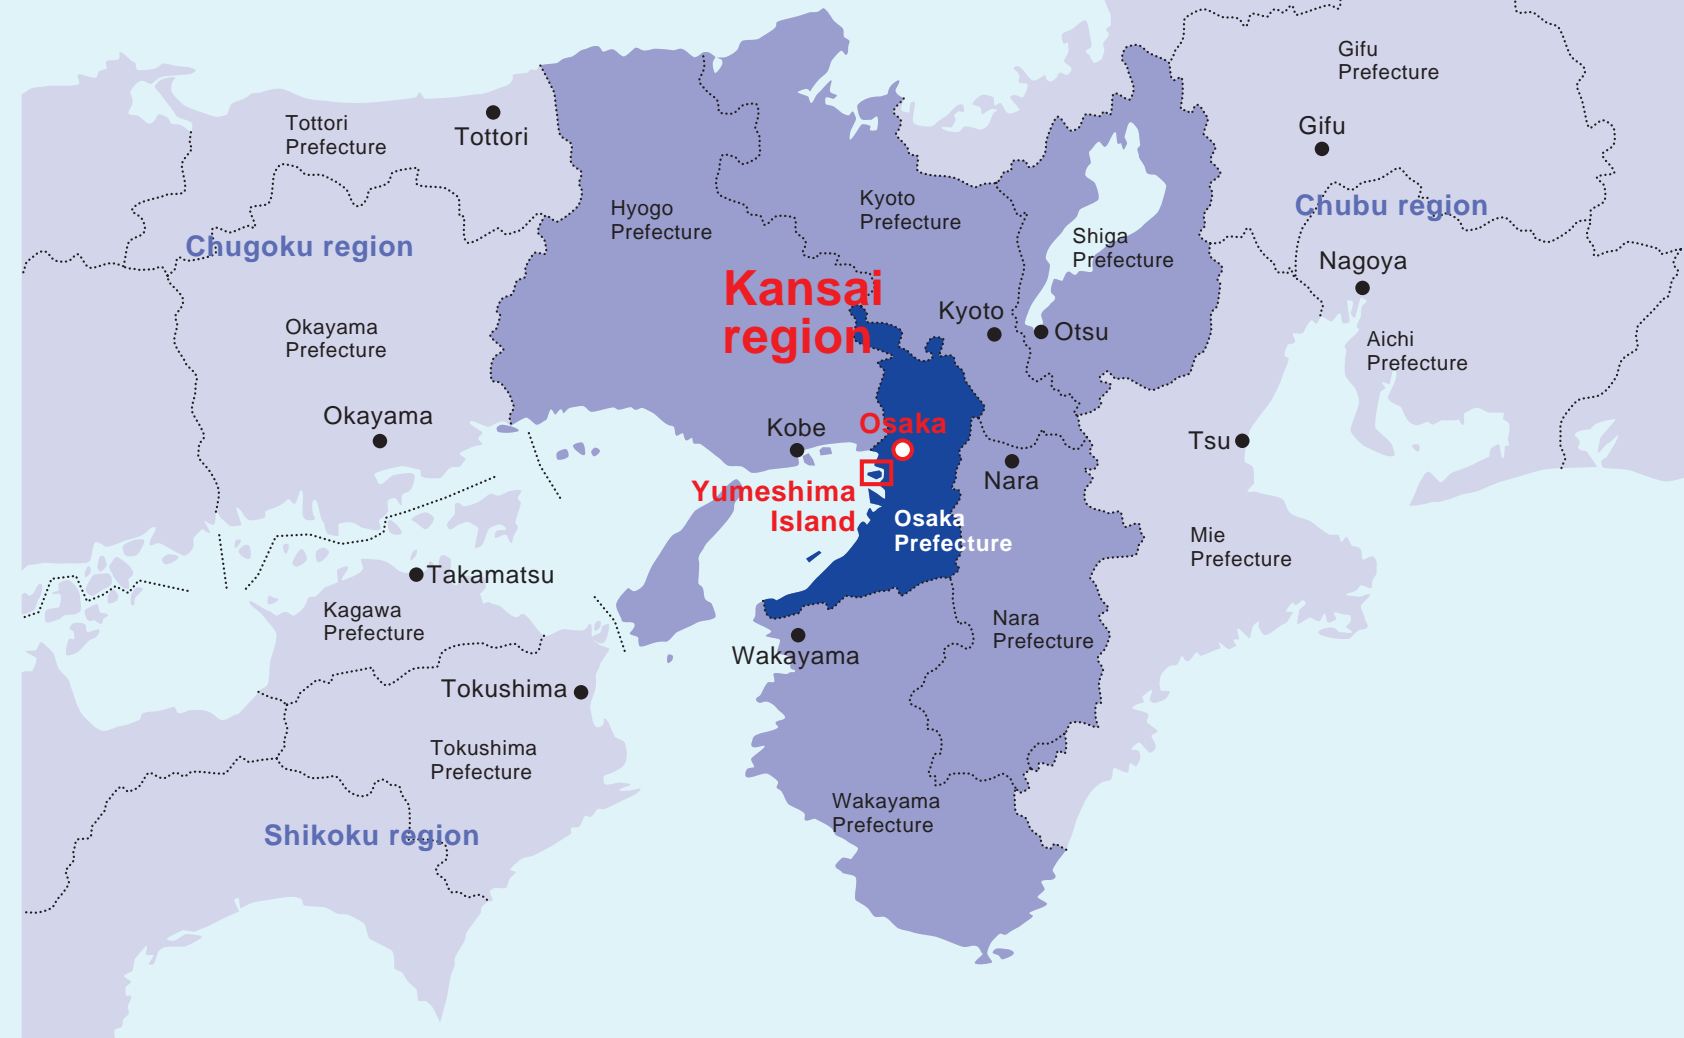 Gifu
Prefecture
Tottori
Prefecture
Tottori
Gifu
Hyogo
Prefecture
Kyoto
Prefecture
Chubu region
Chugoku region
Shiga
Prefecture
Nagoya
Kansai
region
Okayama
Prefecture
Kyoto
Otsu
Aichi
Prefecture
Okayama
Kobe
Osaka
Tsu
Nara
Yumeshima
Island
Osaka
Prefecture
Mie
Prefecture
Takamatsu
Kagawa
Prefecture
Nara
Prefecture
Wakayama
Tokushima
Tokushima
Prefecture
Wakayama
Prefecture
Shikoku region